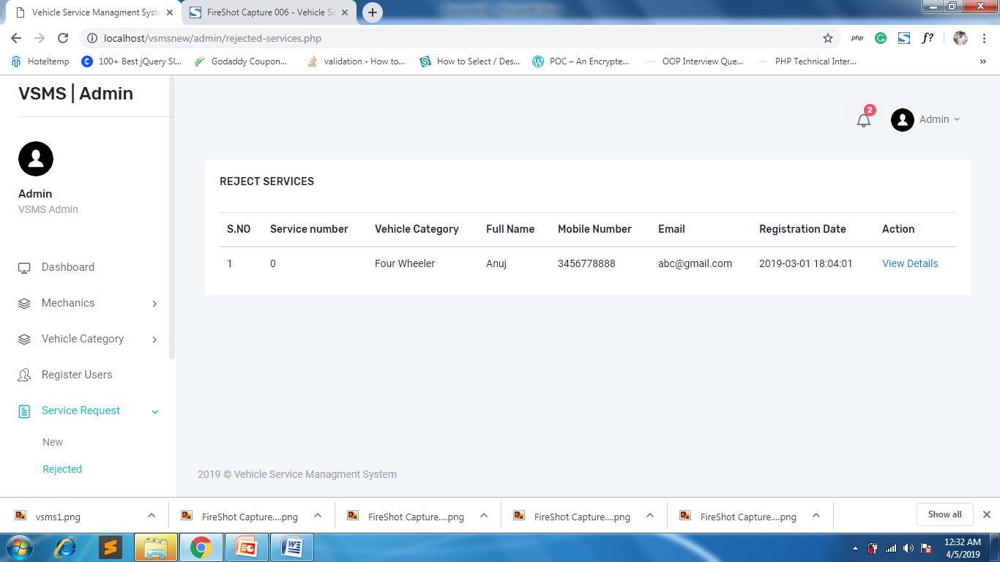 Vehicle Service Managment Syste
FireShot Capture 006 - Vehicle Se
localhost/vsmsnew/admin/rejected-services.php
php
f?
Hoteltemp
100+ Best jQuery Sl...
Godaddy Coupon...
validation - How to...
How to Select / Des...
POC – An Encrypte...
OOP Interview Que...
PHP Technical Inter...
»
VSMS | Admin
2
Admin
Admin
VSMS Admin
REJECT SERVICES
S.NO Service number Vehicle Category Full Name Mobile Number Email Registration Date Action
1 0 Four Wheeler Anuj 3456778888 abc@gmail.com 2019-03-01 18:04:01 View Details
Dashboard
Mechanics
Vehicle Category
Register Users
Service Request
New
Rejected
2019 © Vehicle Service Managment System
vsms1.png
FireShot Capture....png
FireShot Capture....png
FireShot Capture....png
FireShot Capture....png
Show all
12:32 AM
4/5/2019